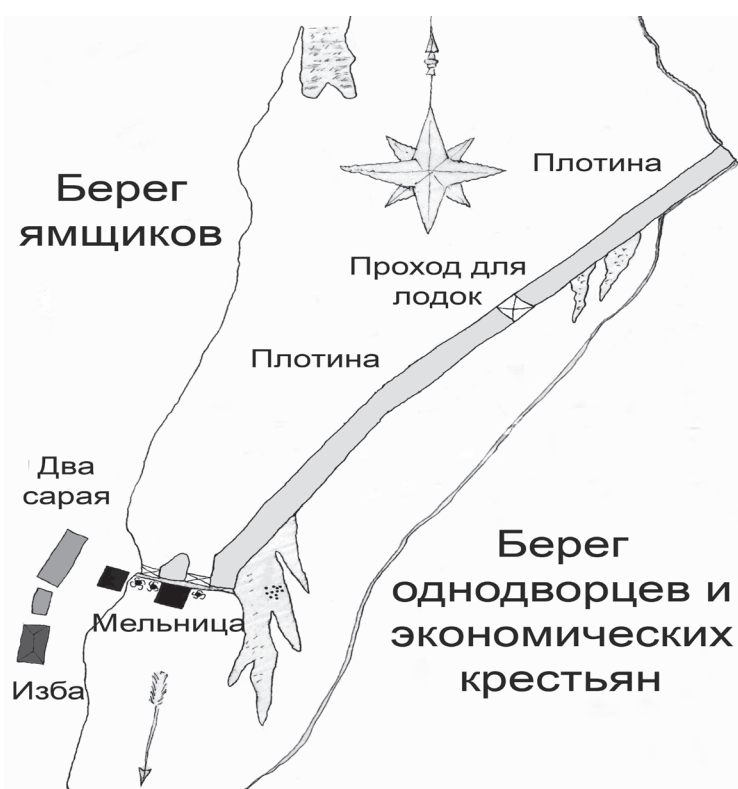 Плотина
Берег
ямщиков
Проход для
лодок
Плотина
Два
сарая
Берег
однодворцев и
экономических
крестьян
Мельница
Изба